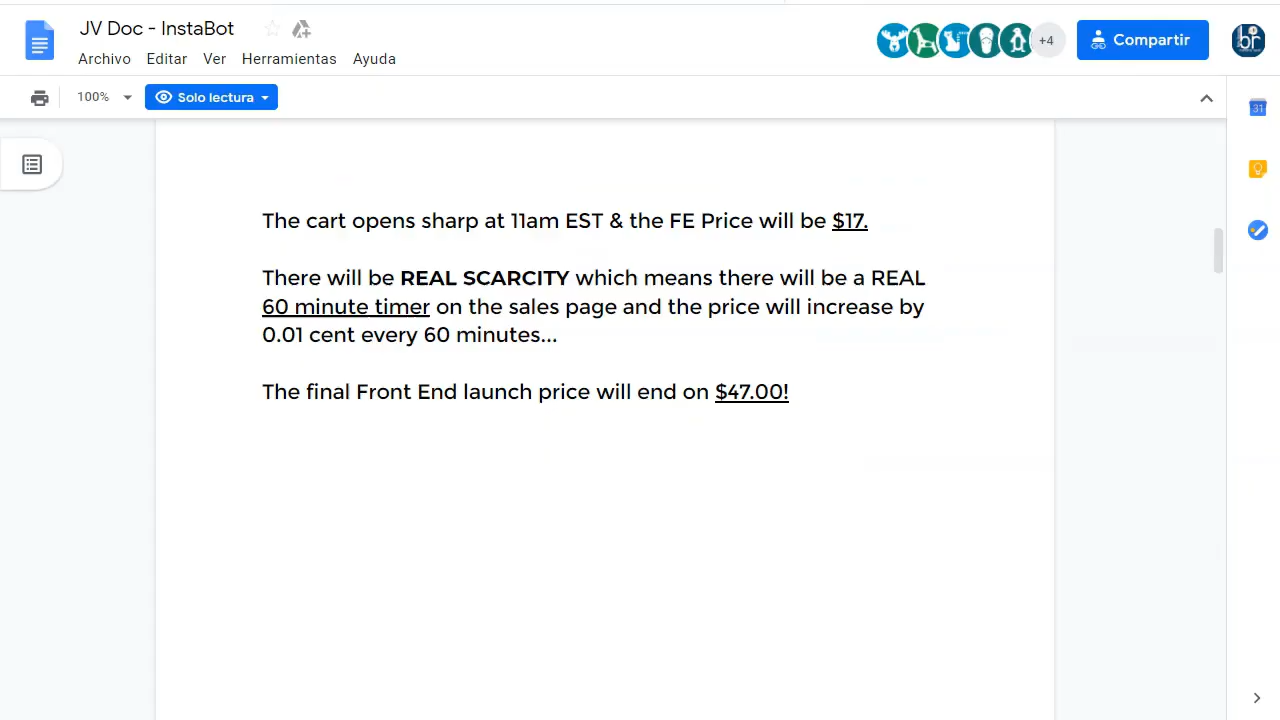 JV Doc - InstaBot
Archivo Editar Ver Herramientas Ayuda
+4
Compartir
br
100%
Solo lectura
31
The cart opens sharp at 11am EST & the FE Price will be $17.
There will be REAL SCARCITY which means there will be a REAL
60 minute timer on the sales page and the price will increase by
0.01 cent every 60 minutes...
The final Front End launch price will end on $47.00!